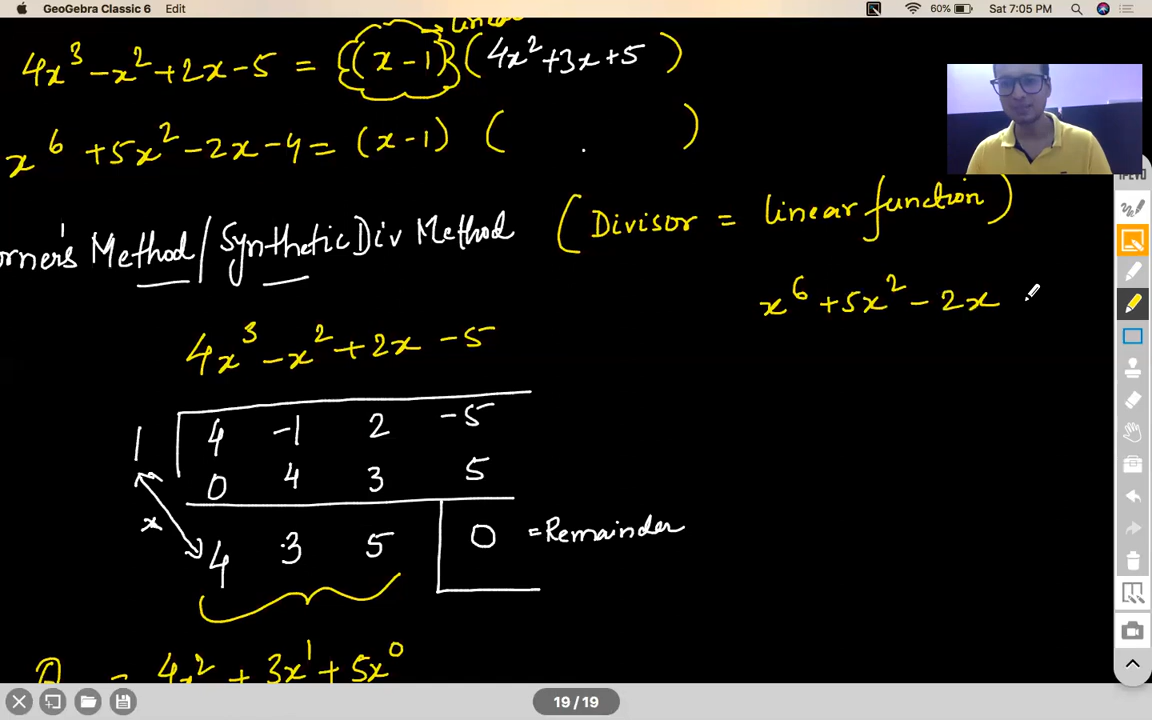 GeoGebra Classic 6 Edit 60% Sat 7:05 PM
linear
4x³ -x² +2x -5 = (x-1) (4x² +3x +5)
x⁶ +5x² -2x -4 = (x-1) ( . )
orner's Method / Synthetic Div Method (Divisor = linear function)
x⁶ +5x² -2x
4x³ -x² +2x -5
1 4 -1 2 -5
0 4 3 5
x
4 3 5 0 = Remainder
Q = 4x² + 3x¹ + 5x⁰
19 / 19